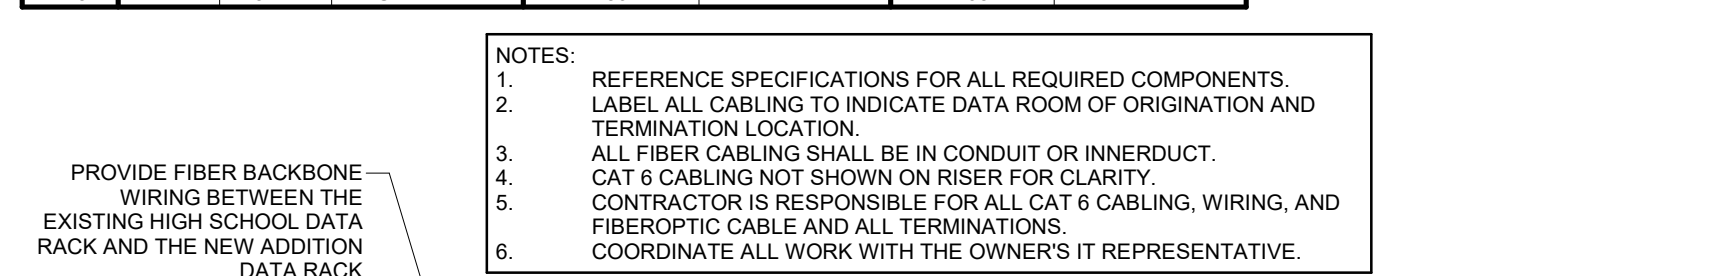 NOTES:
1. REFERENCE SPECIFICATIONS FOR ALL REQUIRED COMPONENTS.
2. LABEL ALL CABLING TO INDICATE DATA ROOM OF ORIGINATION AND
TERMINATION LOCATION.
3. ALL FIBER CABLING SHALL BE IN CONDUIT OR INNERDUCT.
4. CAT 6 CABLING NOT SHOWN ON RISER FOR CLARITY.
5. CONTRACTOR IS RESPONSIBLE FOR ALL CAT 6 CABLING, WIRING, AND
FIBEROPTIC CABLE AND ALL TERMINATIONS.
6. COORDINATE ALL WORK WITH THE OWNER'S IT REPRESENTATIVE.
PROVIDE FIBER BACKBONE
WIRING BETWEEN THE
EXISTING HIGH SCHOOL DATA
RACK AND THE NEW ADDITION
DATA RACK